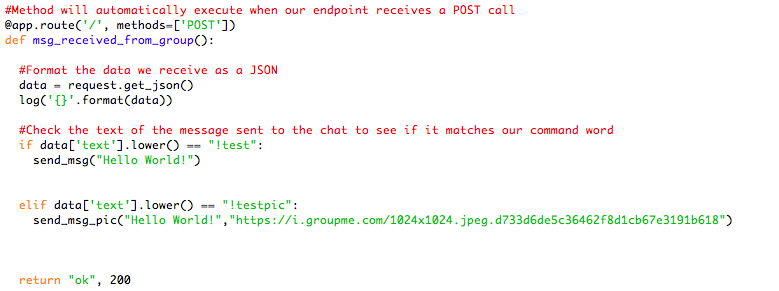 #Method will automatically execute when our endpoint receives a POST call
@app.route('/', methods=['POST'])
def msg_received_from_group():
#Format the data we receive as a JSON
data = request.get_json()
log('{}'.format(data))
#Check the text of the message sent to the chat to see if it matches our command word
if data['text'].lower() == "!test":
send_msg("Hello World!")
elif data['text'].lower() == "!testpic":
send_msg_pic("Hello World!","https://i.groupme.com/1024x1024.jpeg.d733d6de5c36462f8d1cb67e3191b618")
return "ok", 200